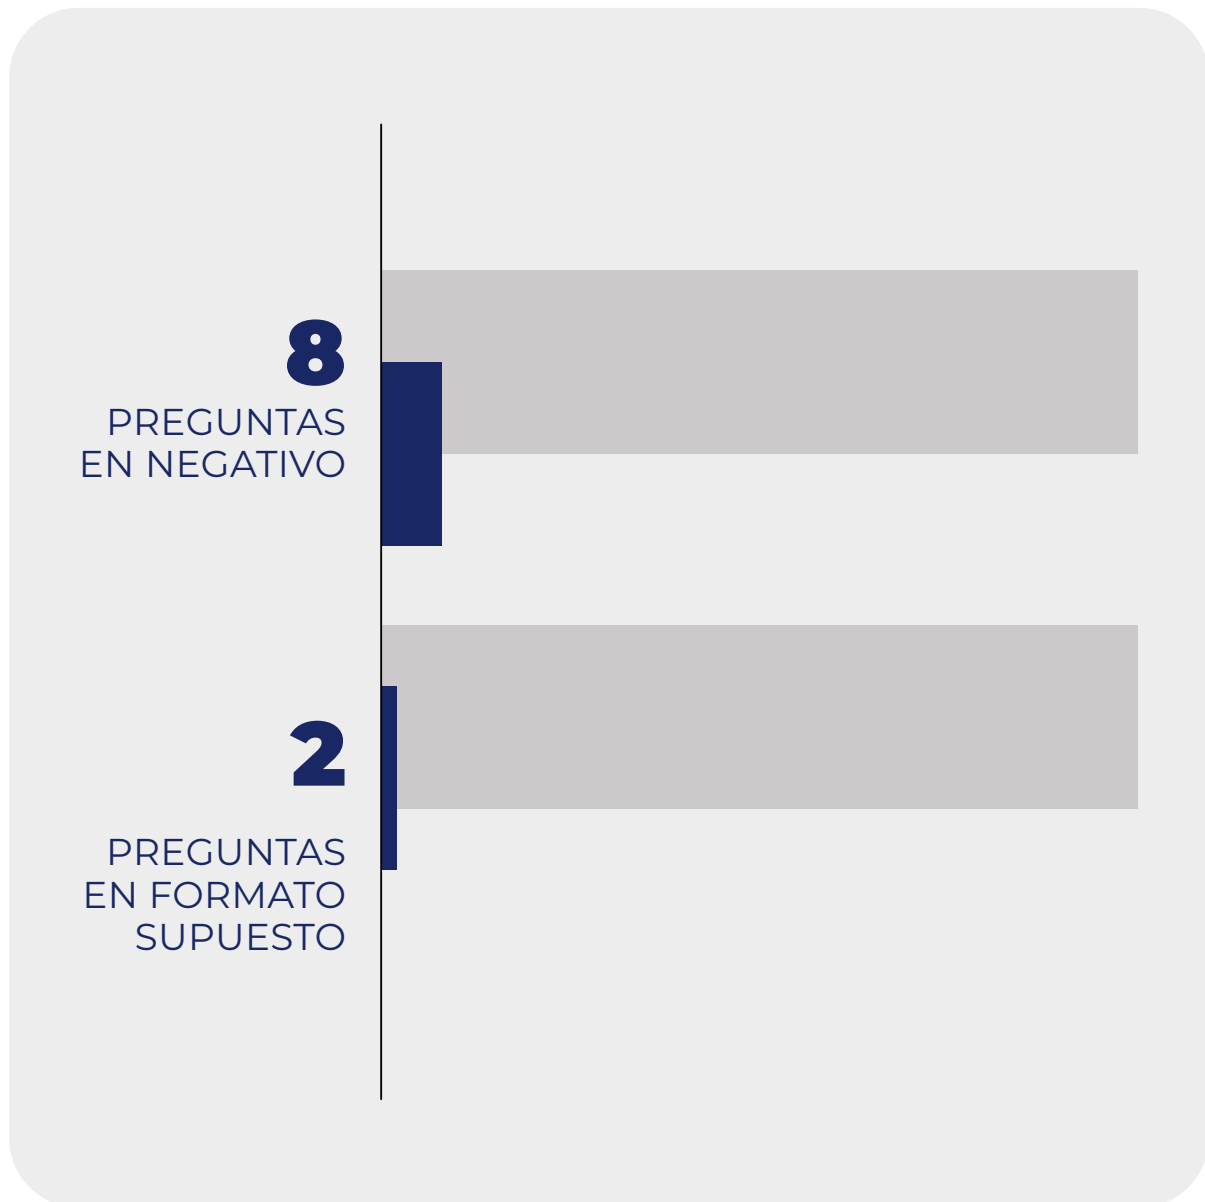 8
PREGUNTAS
EN NEGATIVO
2
PREGUNTAS
EN FORMATO
SUPUESTO